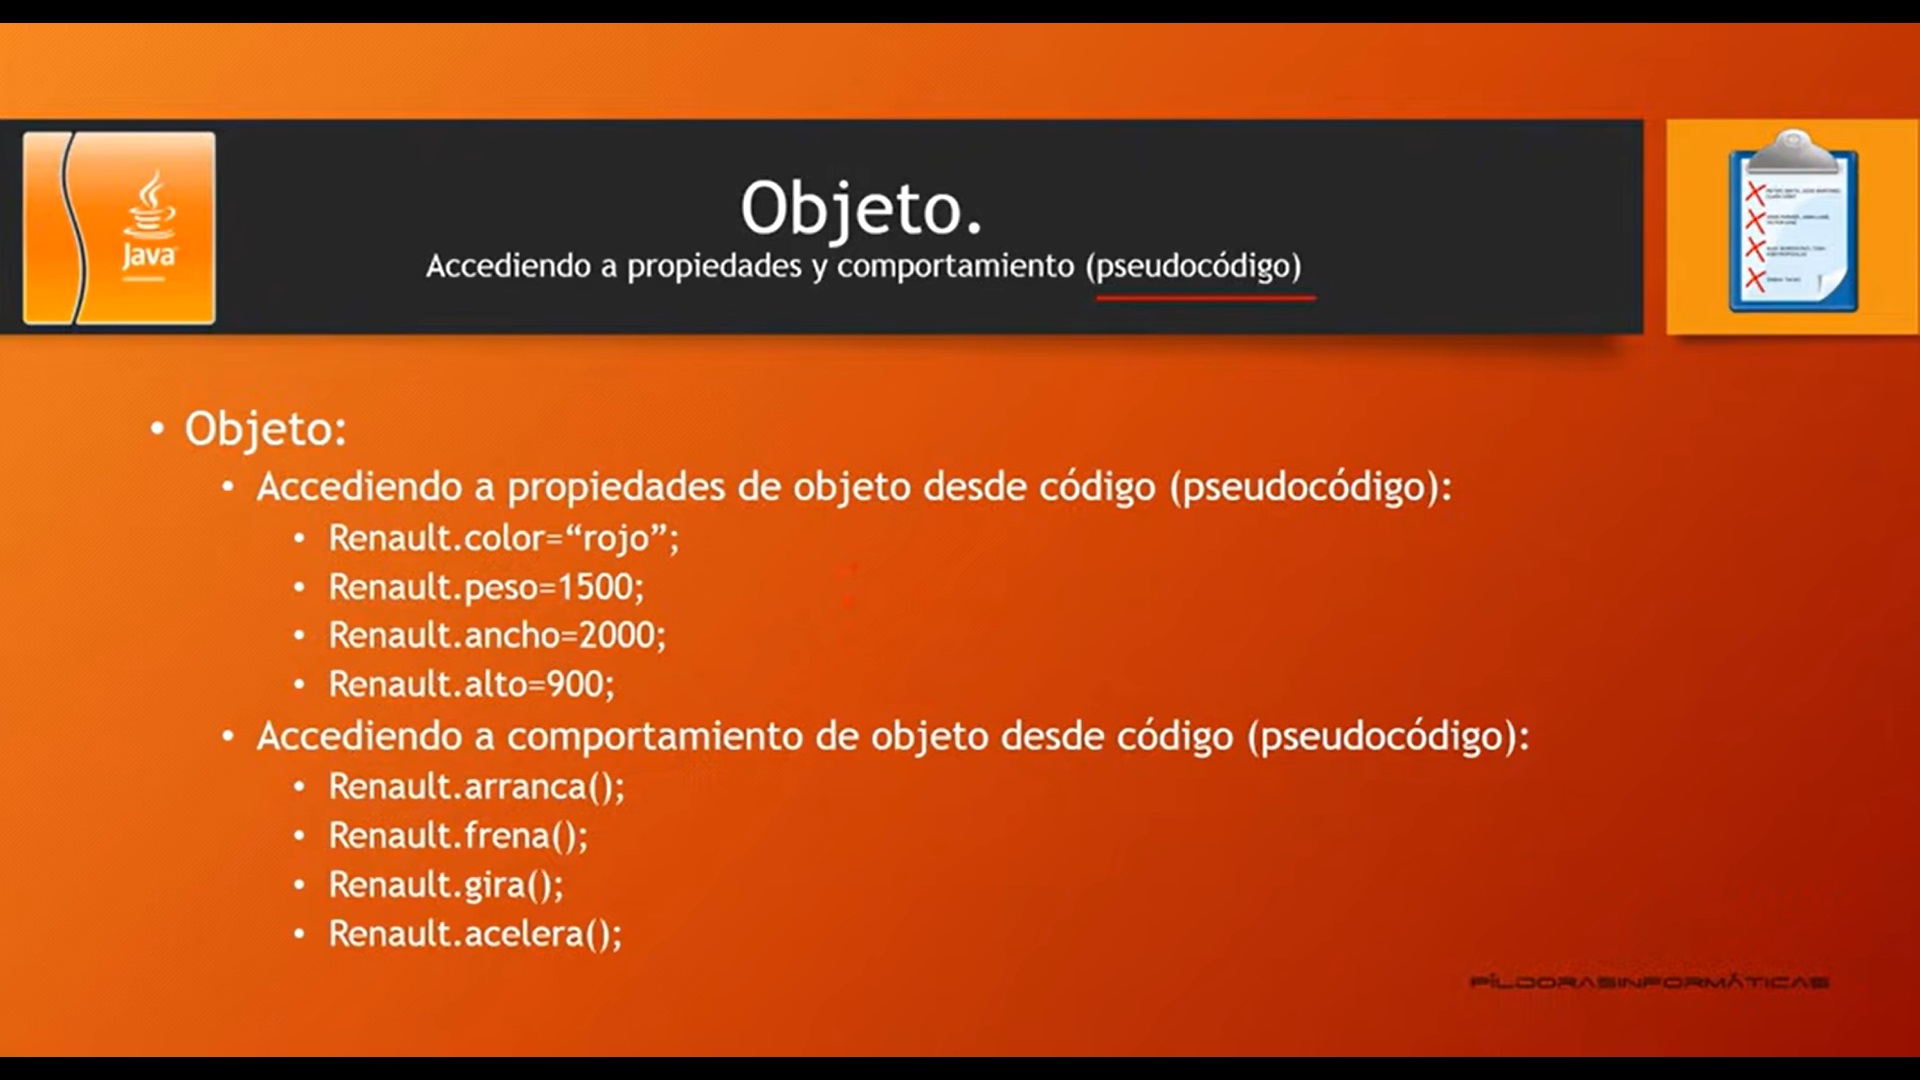 Java
Objeto.
Accediendo a propiedades y comportamiento (pseudocódigo)
• Objeto:
• Accediendo a propiedades de objeto desde código (pseudocódigo):
• Renault.color=“rojo”;
• Renault.peso=1500;
• Renault.ancho=2000;
• Renault.alto=900;
• Accediendo a comportamiento de objeto desde código (pseudocódigo):
• Renault.arranca();
• Renault.frena();
• Renault.gira();
• Renault.acelera();
PÍLDORASINFORMÁTICAS